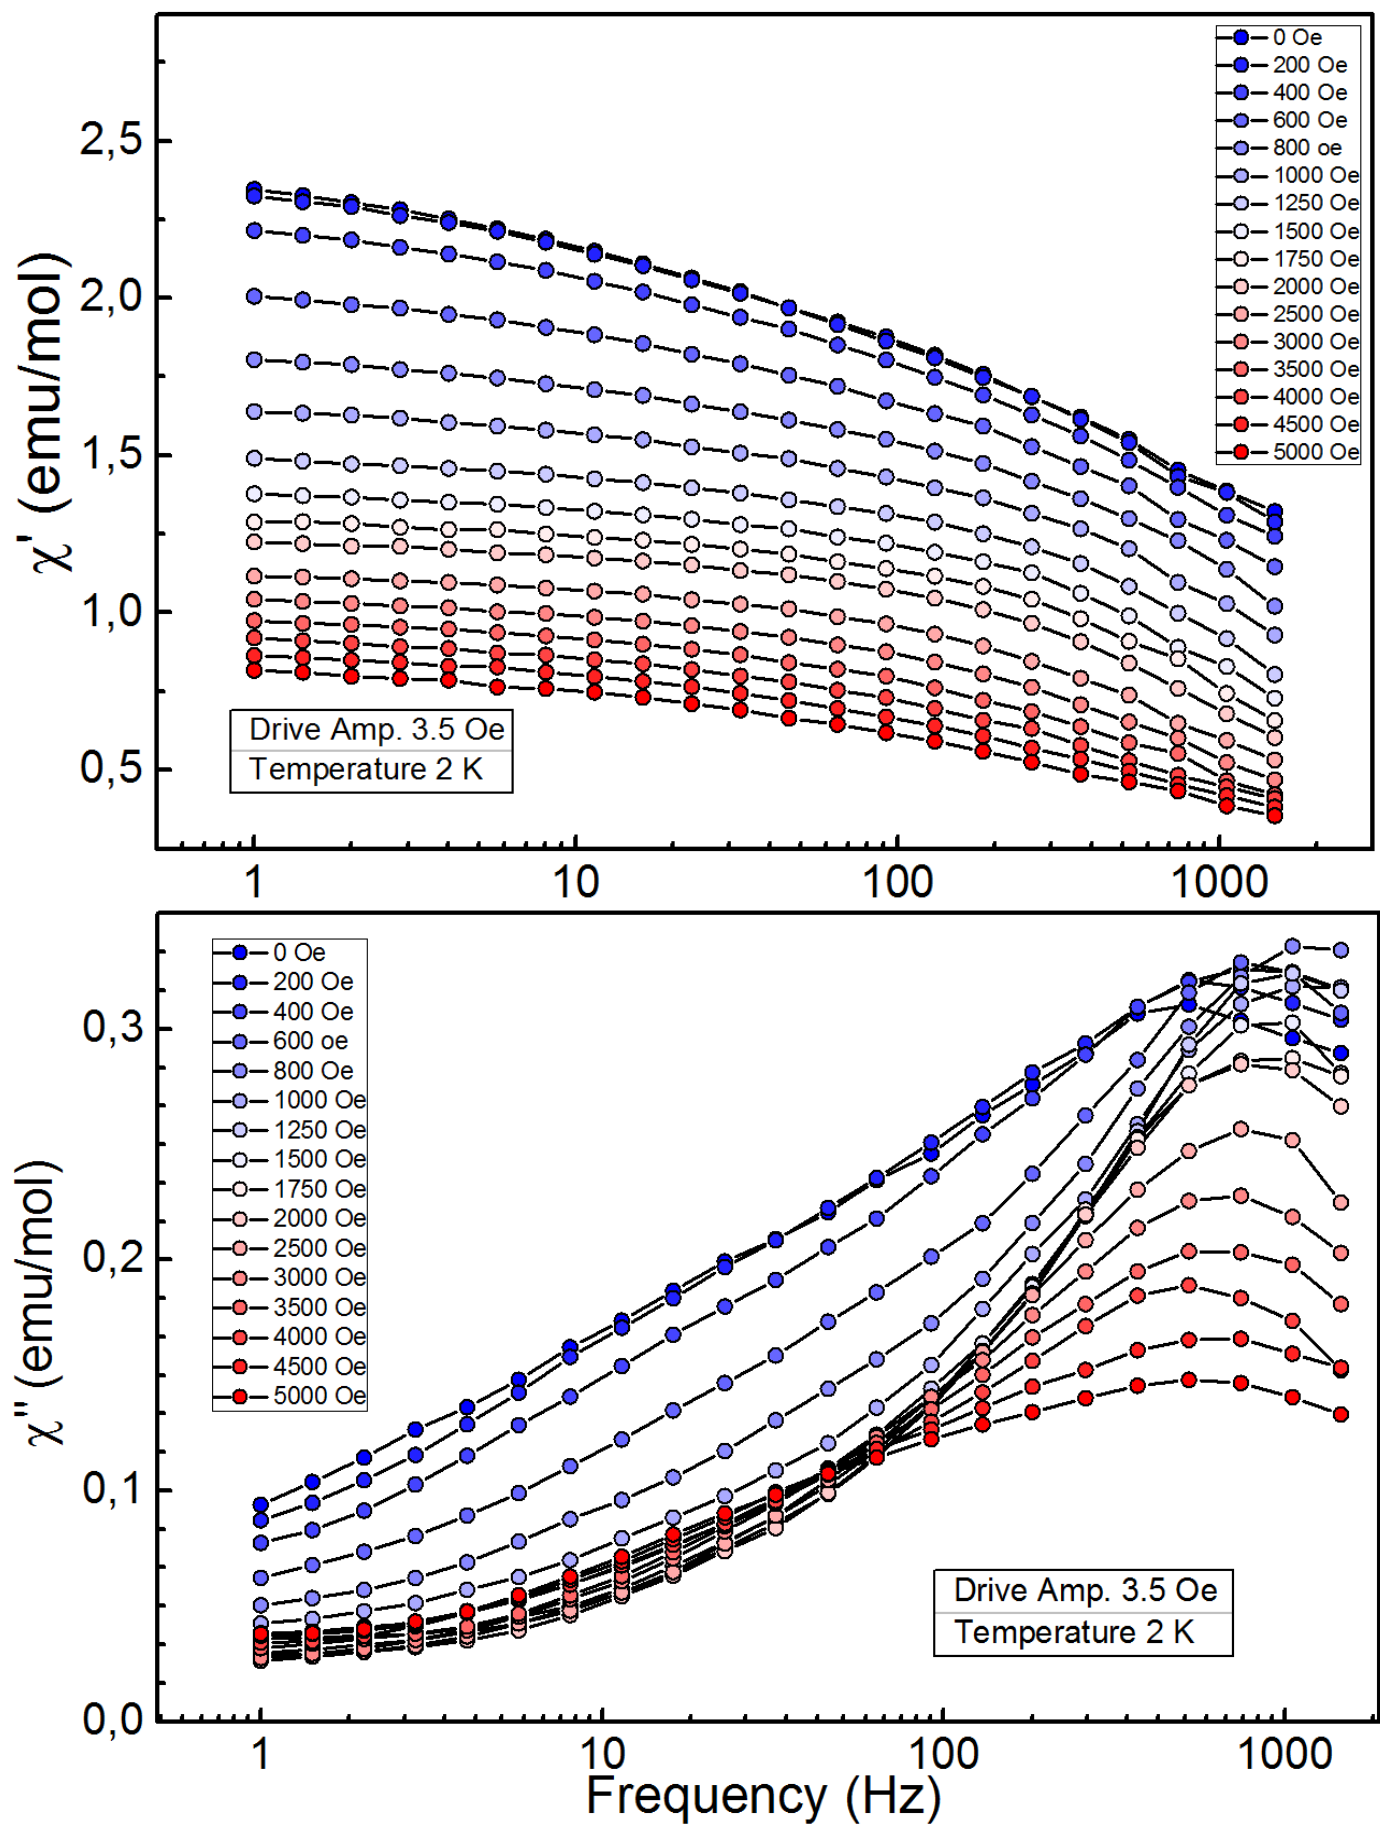 χ' (emu/mol)
2,5
2,0
1,5
1,0
0,5
0 Oe
200 Oe
400 Oe
600 Oe
800 oe
1000 Oe
1250 Oe
1500 Oe
1750 Oe
2000 Oe
2500 Oe
3000 Oe
3500 Oe
4000 Oe
4500 Oe
5000 Oe
Drive Amp. 3.5 Oe
Temperature 2 K
1 10 100 1000
χ" (emu/mol)
0,3
0,2
0,1
0,0
0 Oe
200 Oe
400 Oe
600 oe
800 Oe
1000 Oe
1250 Oe
1500 Oe
1750 Oe
2000 Oe
2500 Oe
3000 Oe
3500 Oe
4000 Oe
4500 Oe
5000 Oe
Drive Amp. 3.5 Oe
Temperature 2 K
1 10 100 1000
Frequency (Hz)